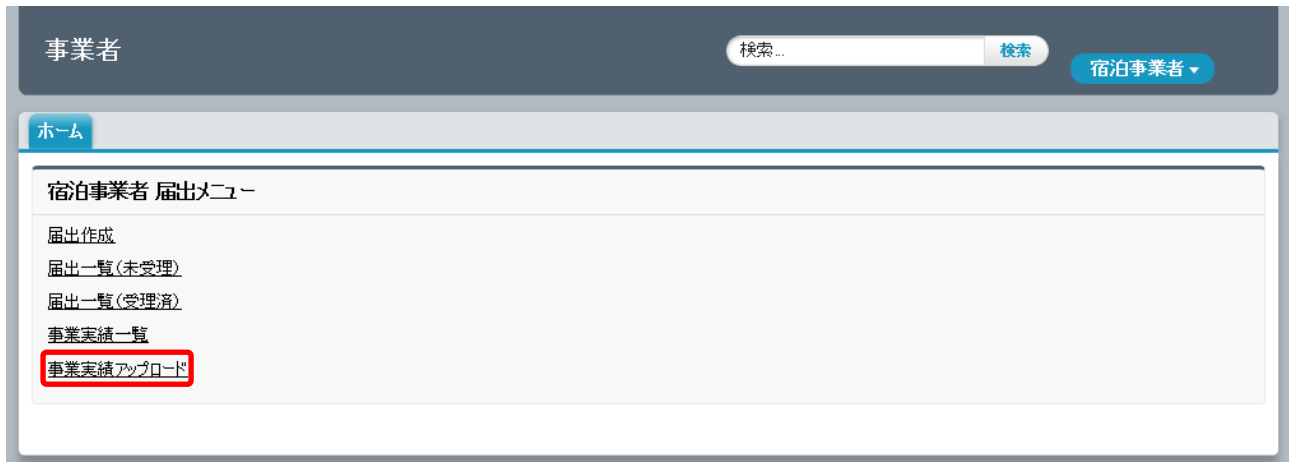 事業者
検索...
検索
宿泊事業者
ホーム
宿泊事業者 届出メニュー
届出作成
届出一覧(未受理)
届出一覧(受理済)
事業実績一覧
事業実績アップロード